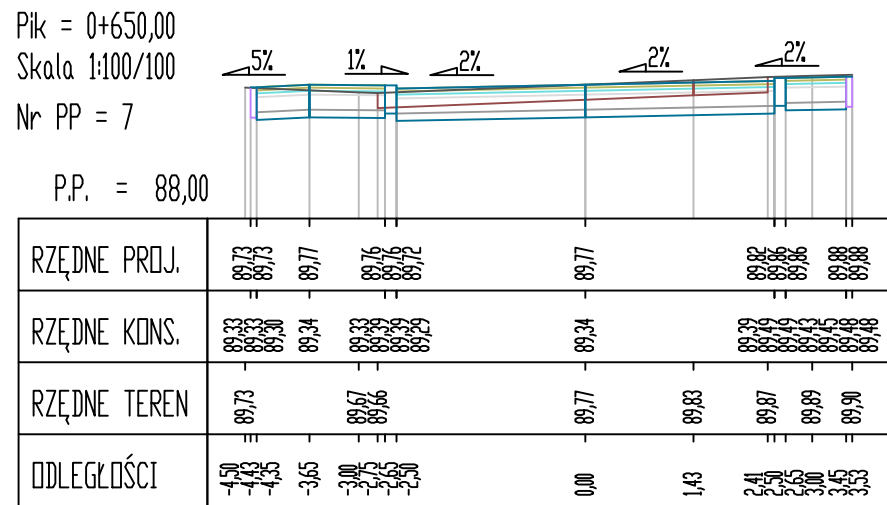 Pik = 0+650,00
Skala 1:100/100
Nr PP = 7
5% 1% 2% 2% 2%
P.P. = 88,00
RZĘDNE PROJ. 89,73 89,73 89,77 89,76 89,76 89,72 89,77 89,82 89,86 89,86 89,86 89,88 89,88
RZĘDNE KONS. 89,33 89,33 89,30 89,34 89,33 89,39 89,39 89,29 89,34 89,39 89,49 89,49 89,43 89,45 89,48 89,48
RZĘDNE TEREN 89,73 89,67 89,66 89,77 89,83 89,87 89,89 89,90
ODLEGŁOŚCI -4,50 -4,43 -4,35 -3,65 -3,00 -2,75 -2,65 -2,50 0,00 1,43 2,41 2,50 2,65 3,00 3,45 3,53